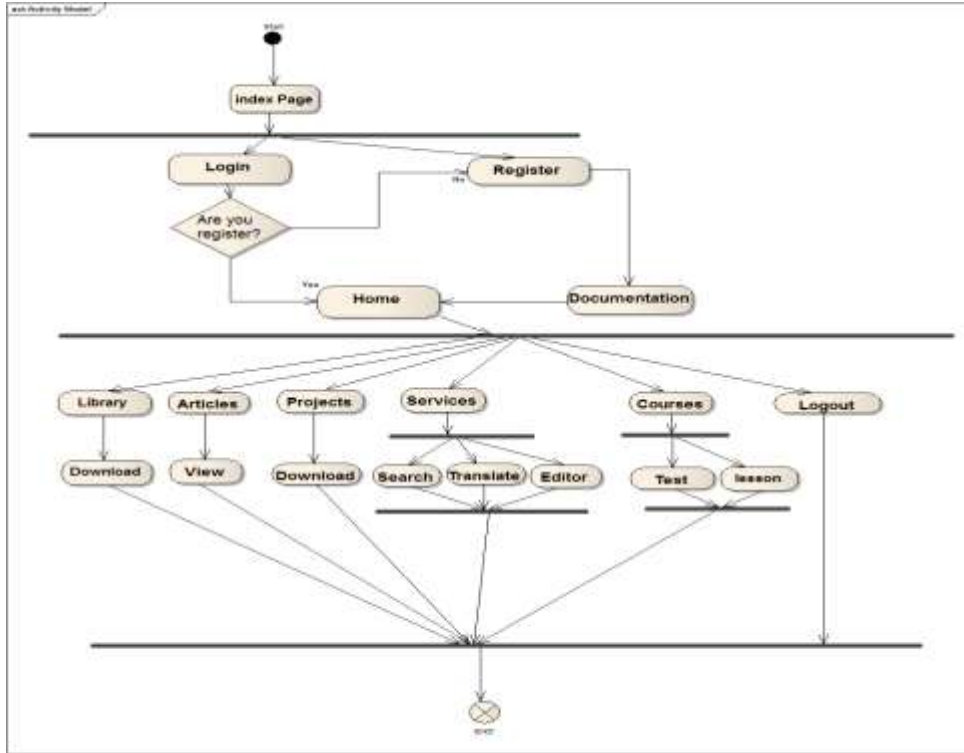 act Activity Model
Start
index Page
Login
Register
No
Are you
register?
Yes
Home
Documentation
Library
Articles
Projects
Services
Courses
Logout
Download
View
Download
Search
Translate
Editor
Test
lesson